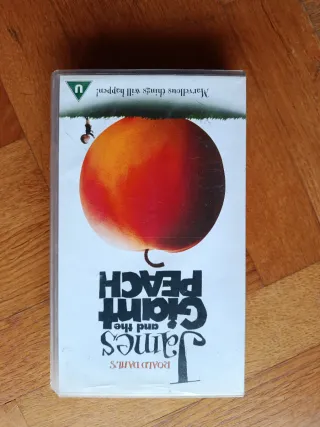 ROALD DAHL'S
James
and the
Giant
PEACH
Marvellous things will happen!
U